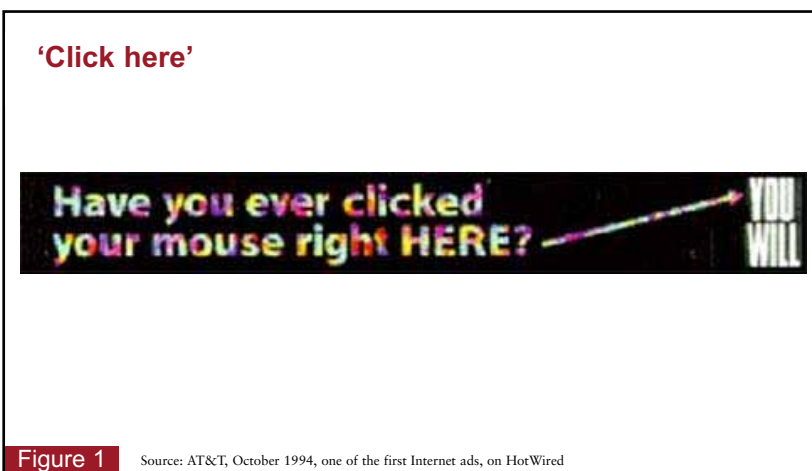 ‘Click here’
Have you ever clicked
your mouse right HERE?
YOU
WILL
Figure 1
Source: AT&T, October 1994, one of the first Internet ads, on HotWired